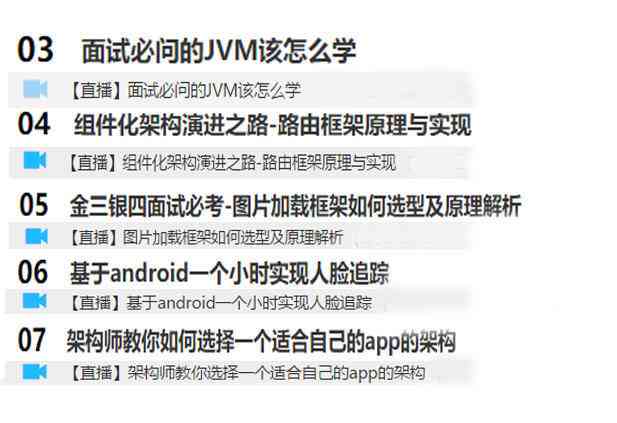 03 面试必问的JVM该怎么学
【直播】面试必问的JVM该怎么学
04 组件化架构演进之路-路由框架原理与实现
【直播】组件化架构演进之路-路由框架原理与实现
05 金三银四面试必考-图片加载框架如何选型及原理解析
【直播】图片加载框架如何选型及原理解析
06 基于android一个小时实现人脸追踪
【直播】基于android一个小时实现人脸追踪
07 架构师教你如何选择一个适合自己的app的架构
【直播】架构师教你选择一个适合自己的app的架构